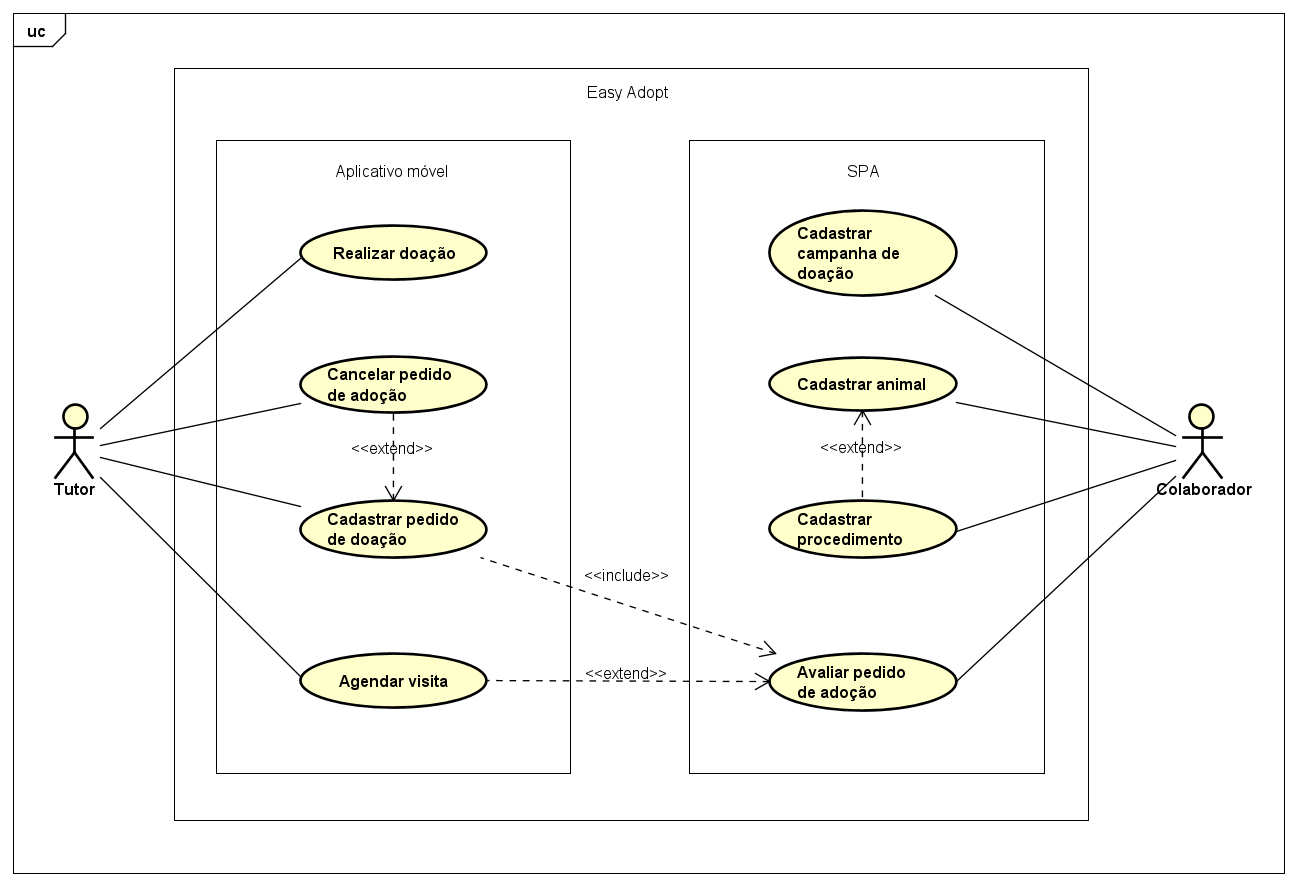 uc
Easy Adopt
Aplicativo móvel
Realizar doação
Cancelar pedido
de adoção
<<extend>>
Cadastrar pedido
de doação
Agendar visita
<<include>>
<<extend>>
SPA
Cadastrar
campanha de
doação
Cadastrar animal
<<extend>>
Cadastrar
procedimento
Avaliar pedido
de adoção
Tutor
Colaborador